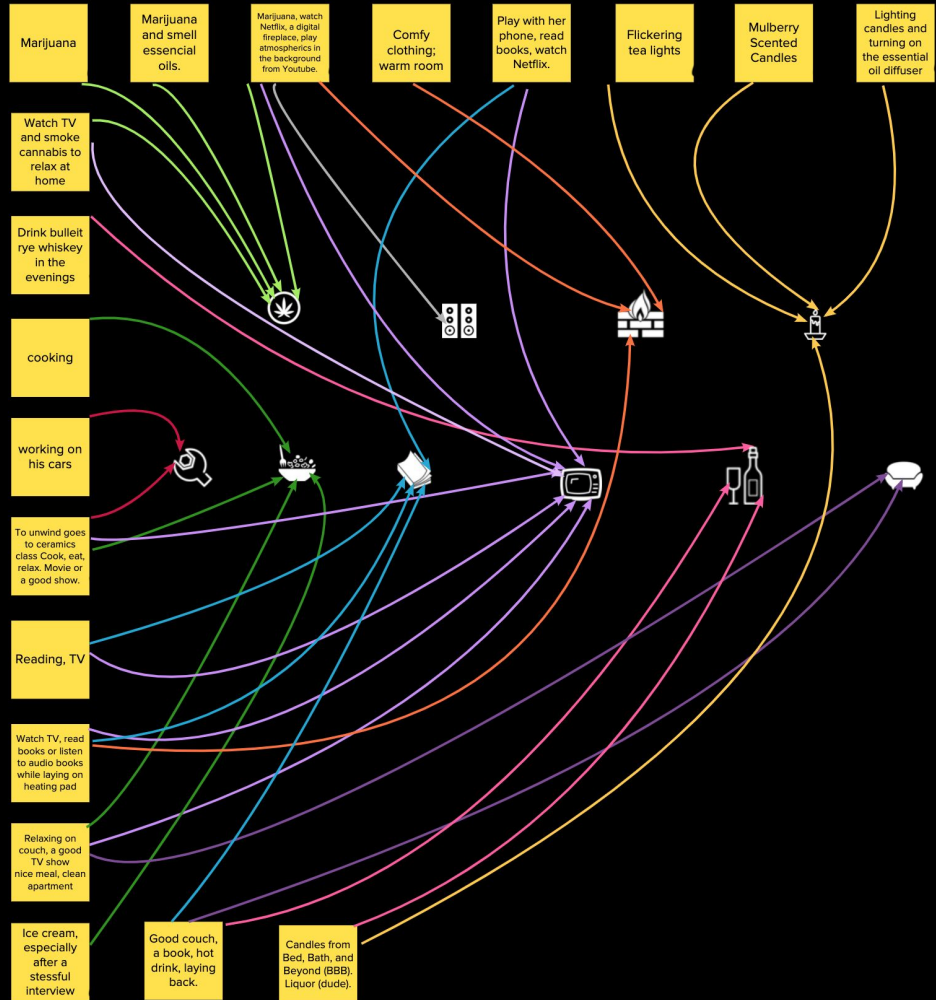 Marijuana
Marijuana
and smell
essencial
oils.
Marijuana, watch
Netflix, a digital
fireplace, play
atmospherics in
the background
from Youtube.
Comfy
clothing;
warm room
Play with her
phone, read
books, watch
Netflix.
Flickering
tea lights
Mulberry
Scented
Candles
Lighting
candles and
turning on
the essential
oil diffuser
Watch TV
and smoke
cannabis to
relax at
home
Drink bulleit
rye whiskey
in the
evenings
cooking
working on
his cars
To unwind goes
to ceramics
class Cook, eat,
relax. Movie or
a good show.
Reading, TV
Watch TV, read
books or listen
to audio books
while laying on
heating pad
Relaxing on
couch, a good
TV show
nice meal, clean
apartment
Ice cream,
especially
after a
stessful
interview
Good couch,
a book, hot
drink, laying
back.
Candles from
Bed, Bath, and
Beyond (BBB).
Liquor (dude).